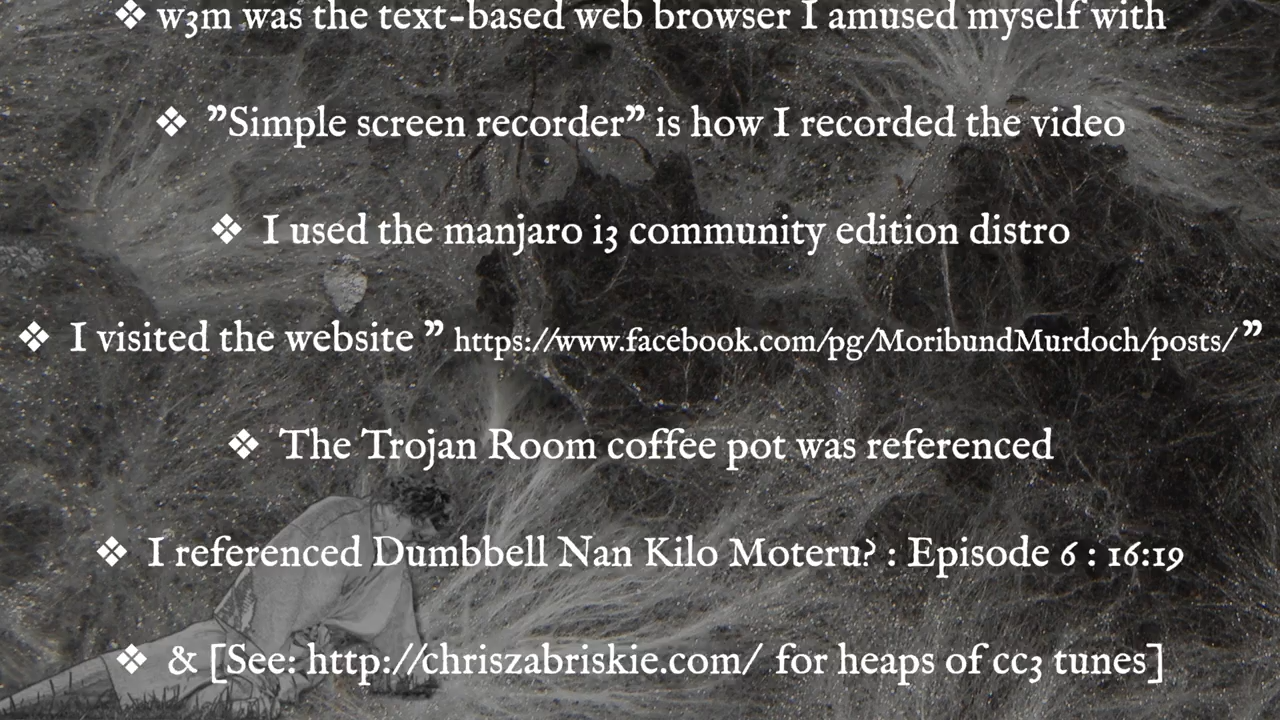 ❖ w3m was the text-based web browser I amused myself with
❖ ”Simple screen recorder” is how I recorded the video
❖ I used the manjaro i3 community edition distro
❖ I visited the website ” https://www.facebook.com/pg/MoribundMurdoch/posts/ ”
❖ The Trojan Room coffee pot was referenced
❖ I referenced Dumbbell Nan Kilo Moteru? : Episode 6 : 16:19
❖ & [See: http://chriszabriskie.com/ for heaps of cc3 tunes]